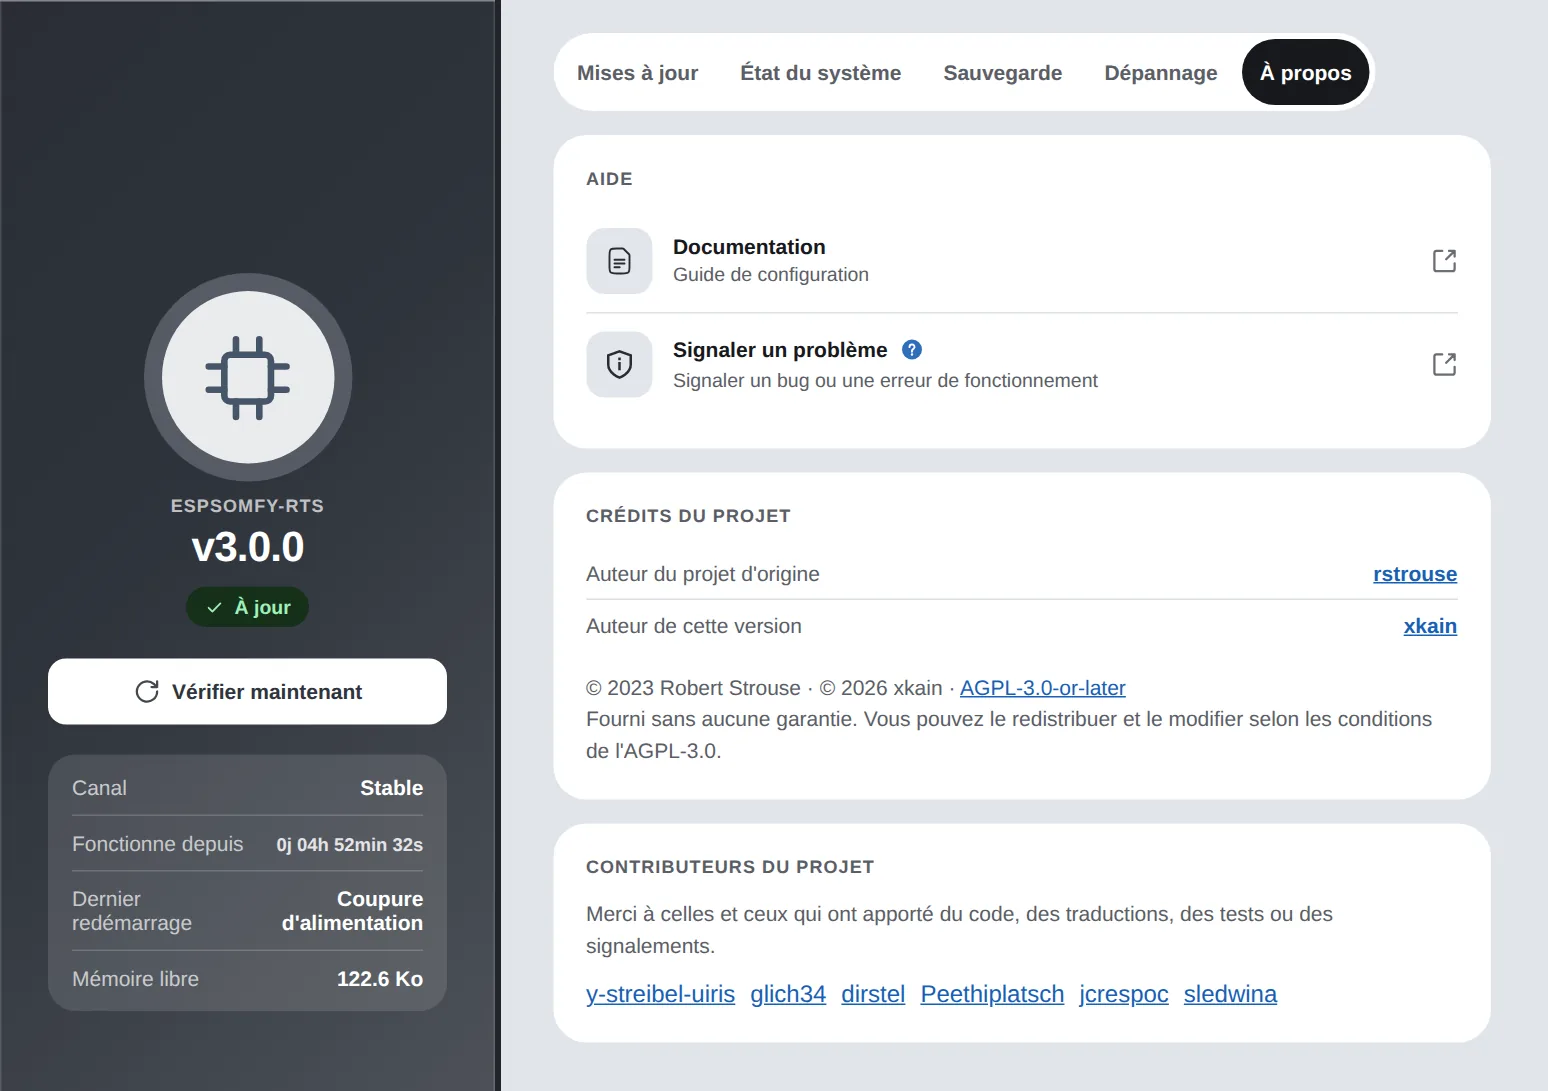 ESPSOMFY-RTS
v3.0.0
À jour
Vérifier maintenant
Canal Stable
Fonctionne depuis 0j 04h 52min 32s
Dernier redémarrage Coupure d'alimentation
Mémoire libre 122.6 Ko
Mises à jour État du système Sauvegarde Dépannage À propos
AIDE
Documentation
Guide de configuration
Signaler un problème ?
Signaler un bug ou une erreur de fonctionnement
CRÉDITS DU PROJET
Auteur du projet d'origine rstrouse
Auteur de cette version xkain
© 2023 Robert Strouse · © 2026 xkain · AGPL-3.0-or-later
Fourni sans aucune garantie. Vous pouvez le redistribuer et le modifier selon les conditions
de l'AGPL-3.0.
CONTRIBUTEURS DU PROJET
Merci à celles et ceux qui ont apporté du code, des traductions, des tests ou des
signalements.
y-streibel-uiris glich34 dirstel Peethiplatsch jcrespoc sledwina